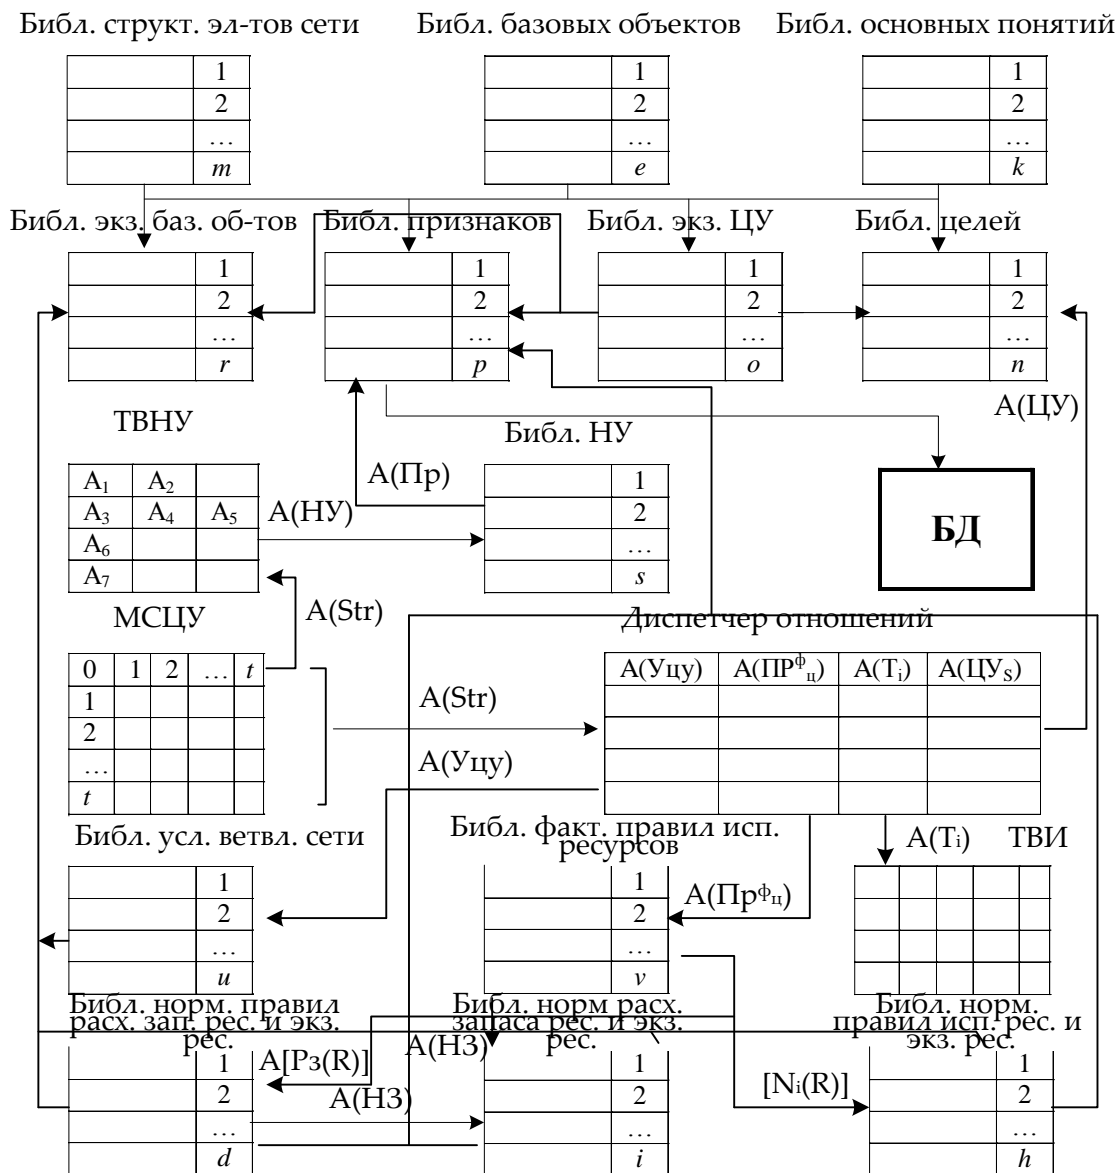 Библ. структ. эл-тов сети Библ. базовых объектов Библ. основных понятий
1 1 1
2 2 2
... ... ...
m e k
Библ. экз. баз. об-тов Библ. признаков Библ. экз. ЦУ Библ. целей
1 1 1 1
2 2 2 2
... ... ... ...
r p o n
А(ЦУ)
ТВНУ Библ. НУ
А(Пр)
A₁ A₂ 1
A₃ A₄ A₅ А(НУ) 2 БД
A₆ ...
A₇ s
МСЦУ А(Str) Диспетчер отношений
0 1 2 ... t А(Уцу) А(ПРᶠц) А(Тᵢ) А(ЦУS)
1 А(Str)
2
... А(Уцу)
t
Библ. усл. ветвл. сети Библ. факт. правил исп.
ресурсов А(Тi) ТВИ
1 1
2 2 А(Прᶠц)
... ...
u v
Библ. норм. правил Библ. норм расх. Библ. норм.
расх. зап. рес. и экз. запаса рес. и экз. правил исп. рес. и
рес. рес. экз. рес.
А(НЗ)
1 А[Pз(R)] 1 1
2 А(НЗ) 2 [Ni(R)] 2
... ... ...
d i h